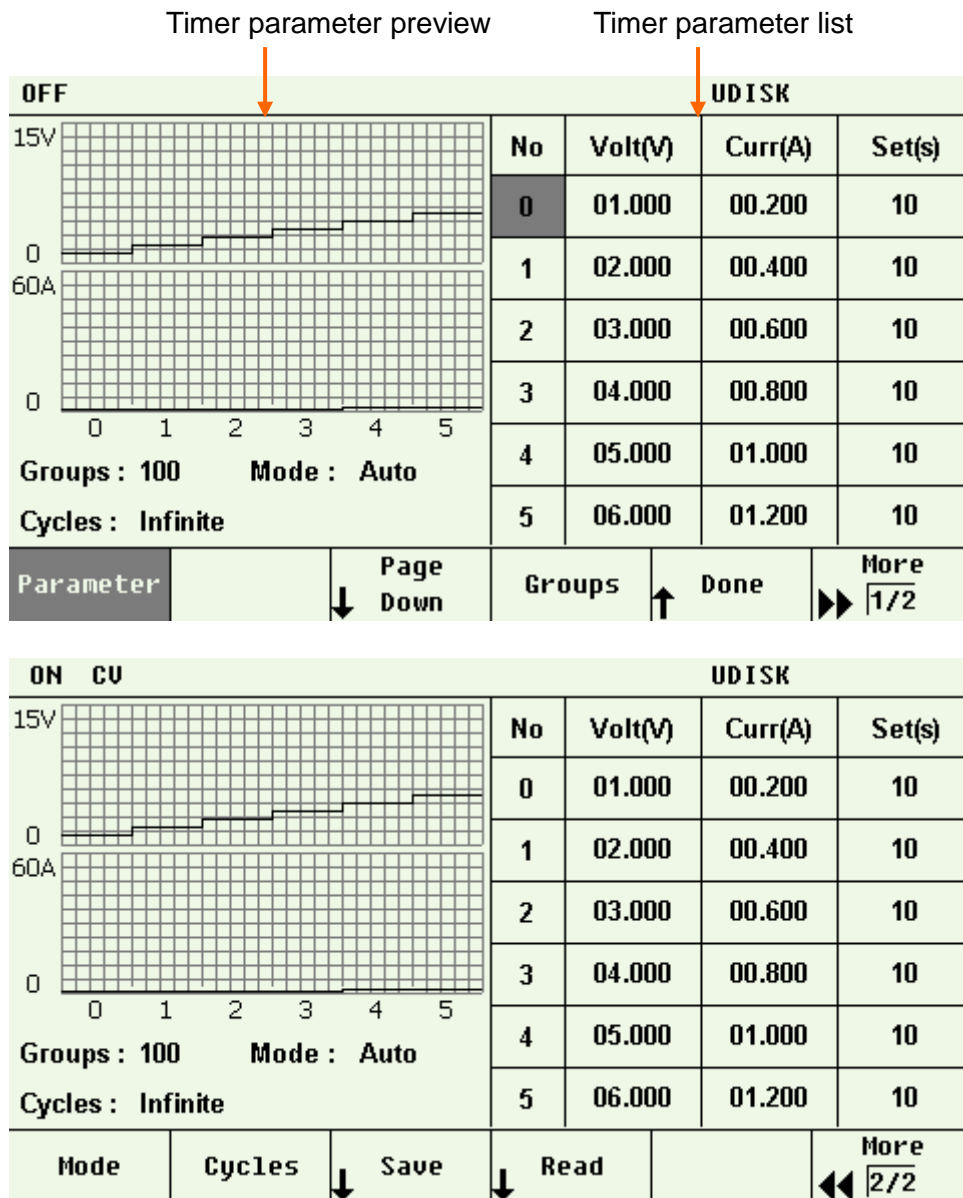 Timer parameter preview Timer parameter list
OFF UDISK
15V
0
60A
0
0 1 2 3 4 5
Groups : 100 Mode : Auto
Cycles : Infinite
No Volt(V) Curr(A) Set(s)
0 01.000 00.200 10
1 02.000 00.400 10
2 03.000 00.600 10
3 04.000 00.800 10
4 05.000 01.000 10
5 06.000 01.200 10
Parameter Page Down Groups Done More 1/2
ON CV UDISK
15V
0
60A
0
0 1 2 3 4 5
Groups : 100 Mode : Auto
Cycles : Infinite
No Volt(V) Curr(A) Set(s)
0 01.000 00.200 10
1 02.000 00.400 10
2 03.000 00.600 10
3 04.000 00.800 10
4 05.000 01.000 10
5 06.000 01.200 10
Mode Cycles Save Read More 2/2